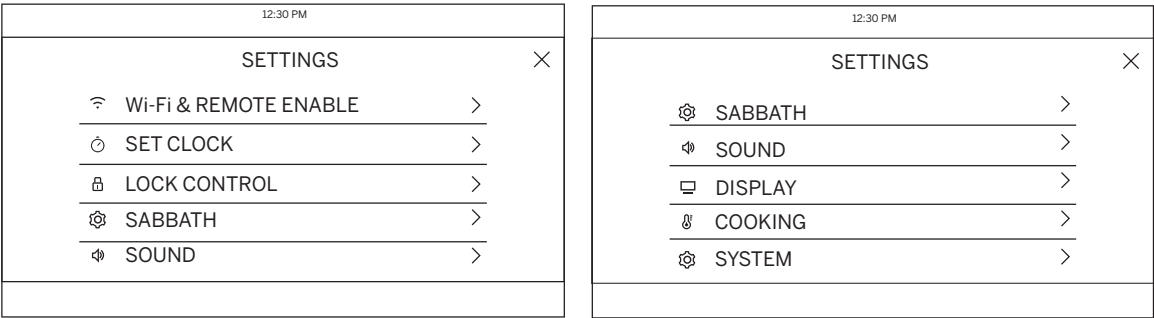 12:30 PM
SETTINGS
Wi-Fi & REMOTE ENABLE
SET CLOCK
LOCK CONTROL
SABBATH
SOUND
12:30 PM
SETTINGS
SABBATH
SOUND
DISPLAY
COOKING
SYSTEM